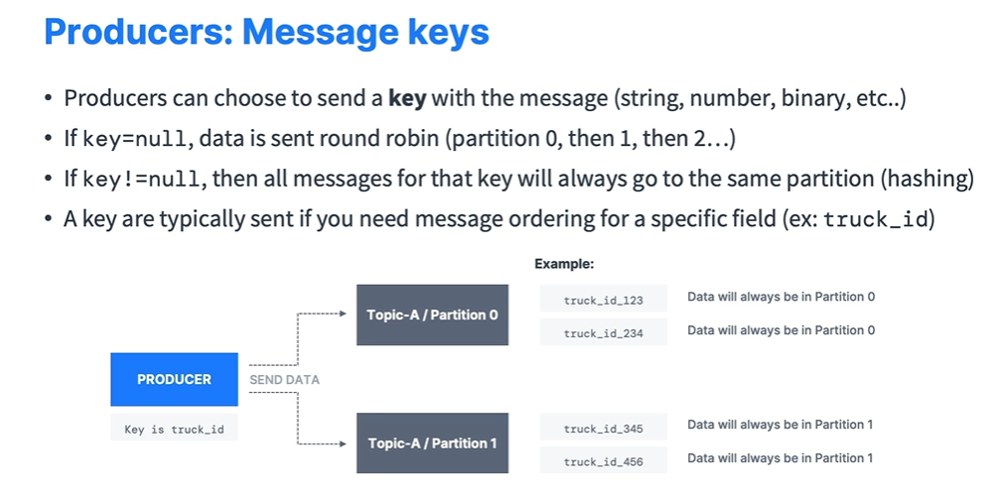 Producers: Message keys
• Producers can choose to send a key with the message (string, number, binary, etc..)
• If key=null, data is sent round robin (partition 0, then 1, then 2...)
• If key!=null, then all messages for that key will always go to the same partition (hashing)
• A key are typically sent if you need message ordering for a specific field (ex: truck_id)
Example:
Topic-A / Partition 0
truck_id_123
Data will always be in Partition 0
truck_id_234
Data will always be in Partition 0
PRODUCER
SEND DATA
Key is truck_id
Topic-A / Partition 1
truck_id_345
Data will always be in Partition 1
truck_id_456
Data will always be in Partition 1